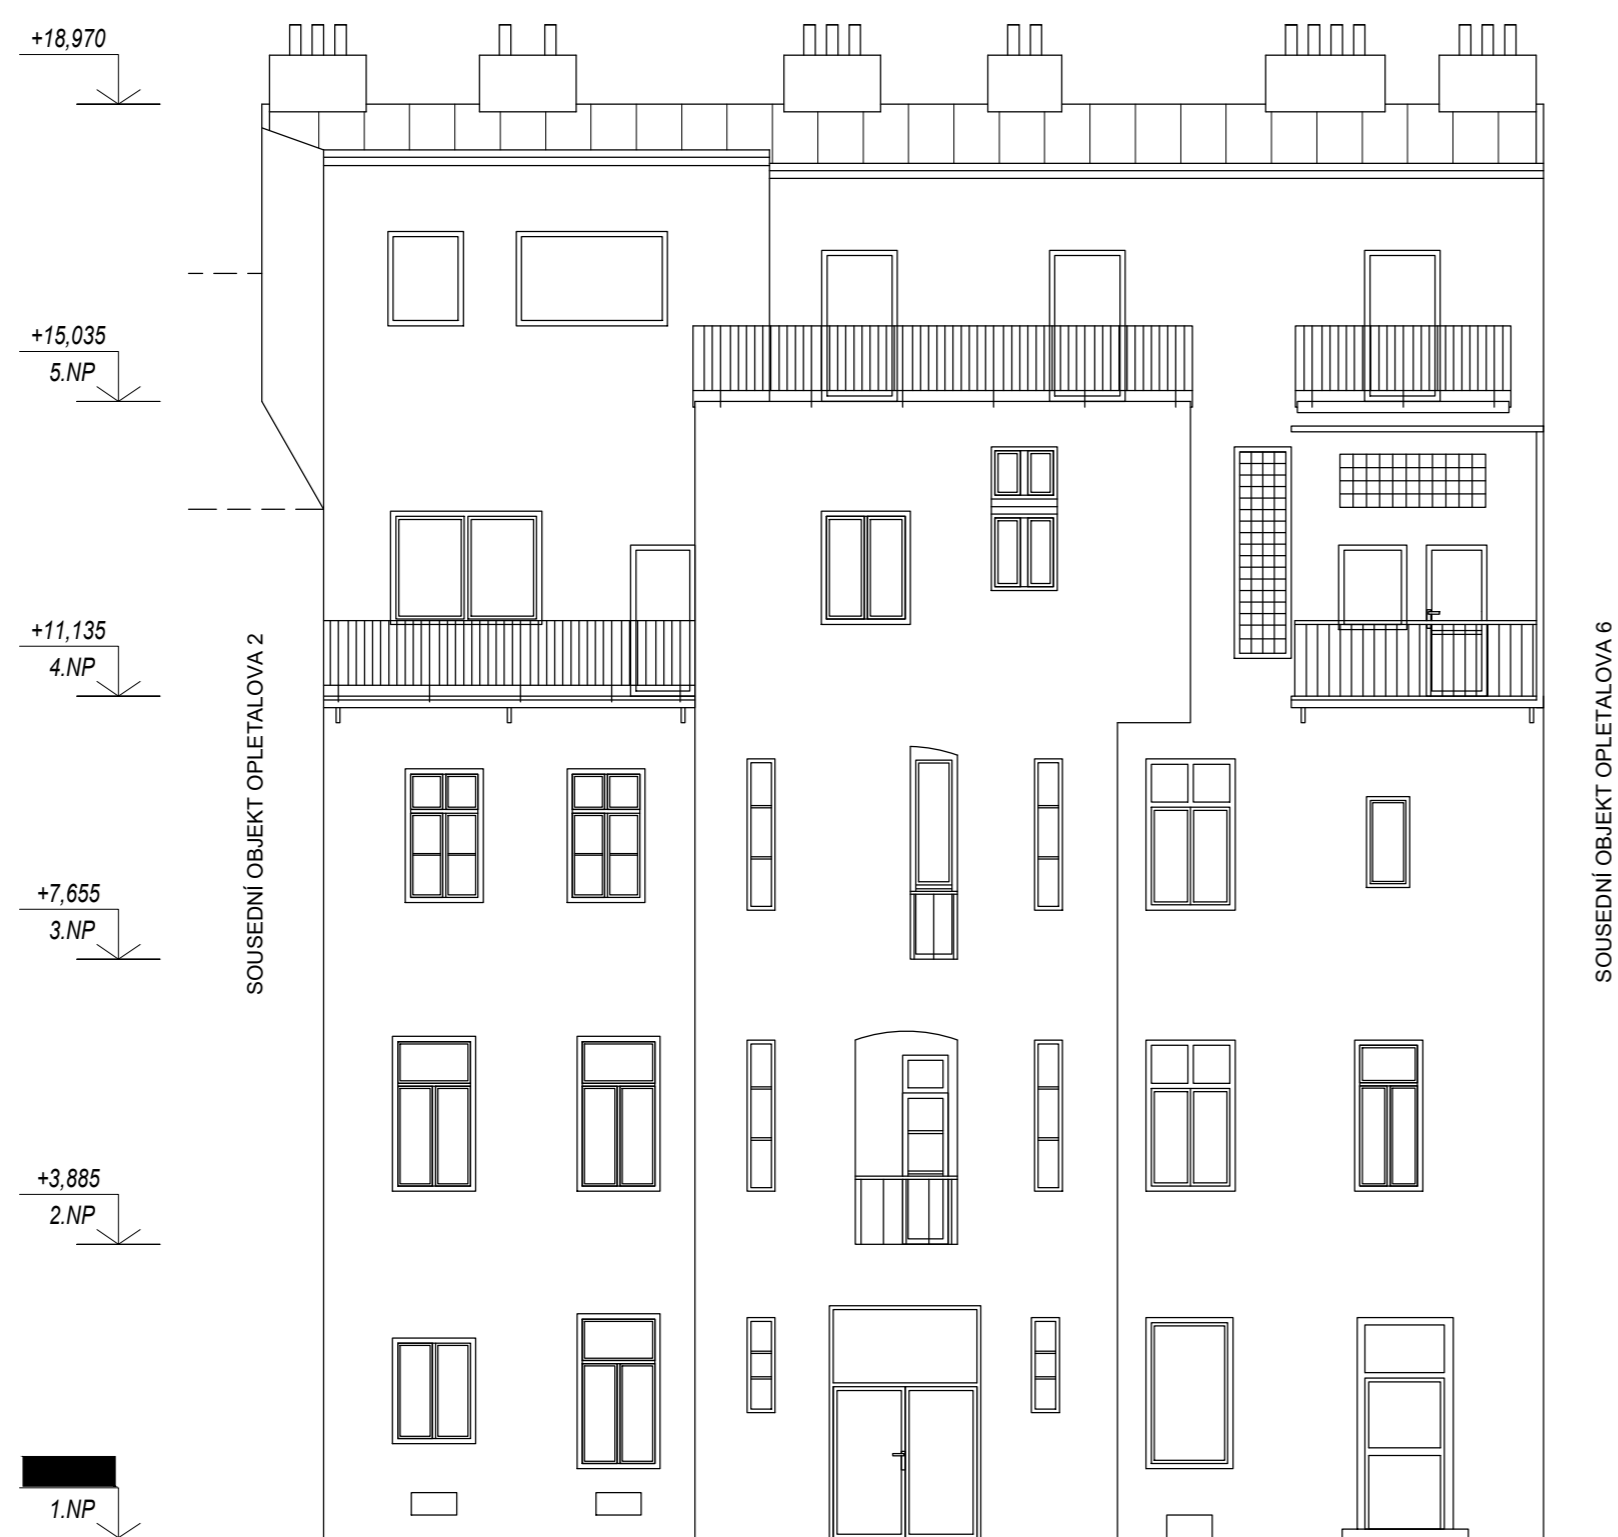 +18,970
+15,035
5.NP
+11,135
4.NP
SOUSEDNÍ OBJEKT OPLETALOVA 2
SOUSEDNÍ OBJEKT OPLETALOVA 6
+7,655
3.NP
+3,885
2.NP
1.NP